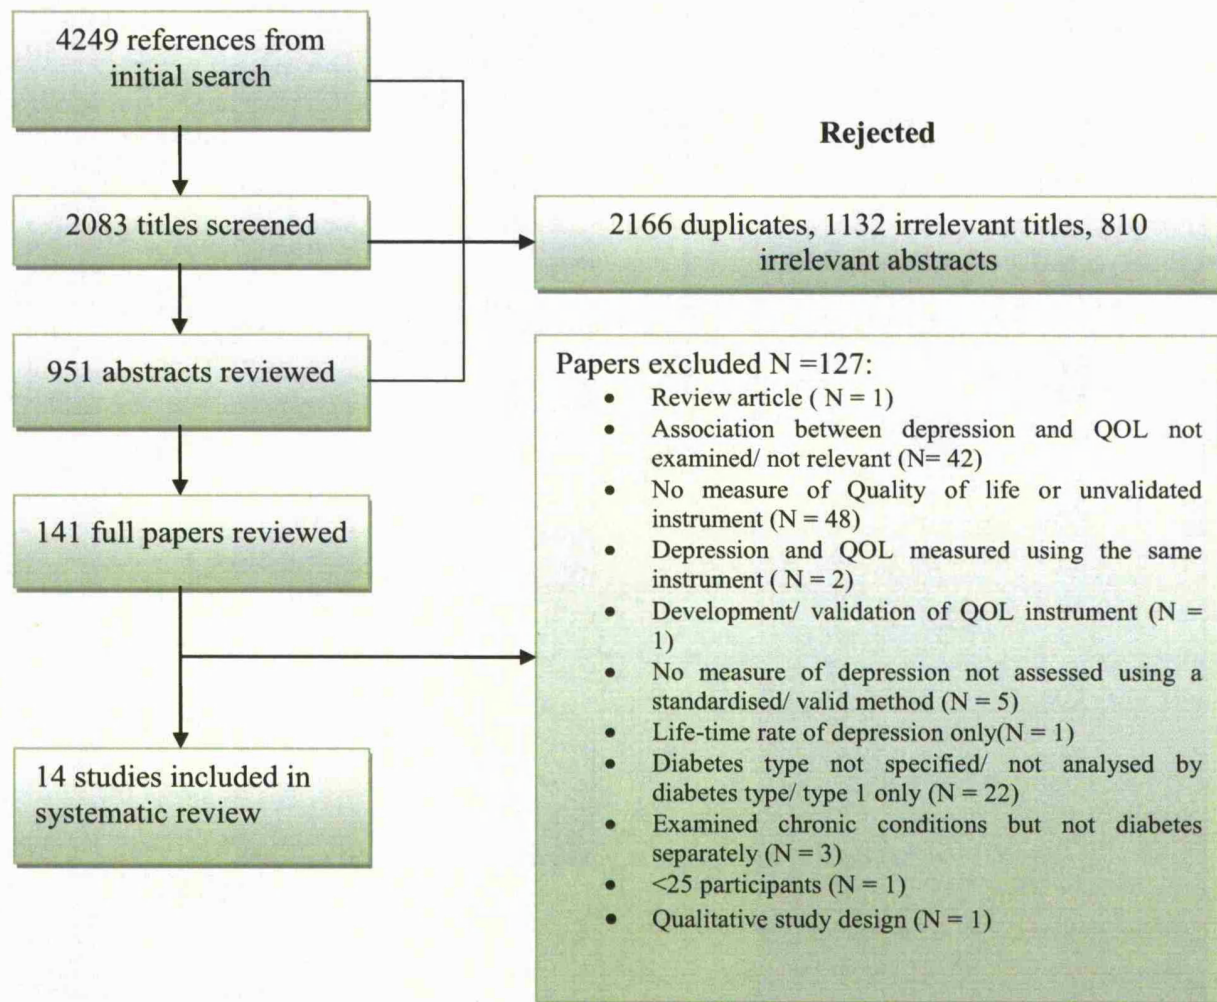 4249 references from
initial search
Rejected
2083 titles screened
2166 duplicates, 1132 irrelevant titles, 810
irrelevant abstracts
951 abstracts reviewed
141 full papers reviewed
14 studies included in
systematic review
Papers excluded N =127:
• Review article ( N = 1)
• Association between depression and QOL not
examined/ not relevant (N= 42)
• No measure of Quality of life or unvalidated
instrument (N = 48)
• Depression and QOL measured using the same
instrument ( N = 2)
• Development/ validation of QOL instrument (N =
1)
• No measure of depression not assessed using a
standardised/ valid method (N = 5)
• Life-time rate of depression only(N = 1)
• Diabetes type not specified/ not analysed by
diabetes type/ type 1 only (N = 22)
• Examined chronic conditions but not diabetes
separately (N = 3)
• <25 participants (N = 1)
• Qualitative study design (N = 1)